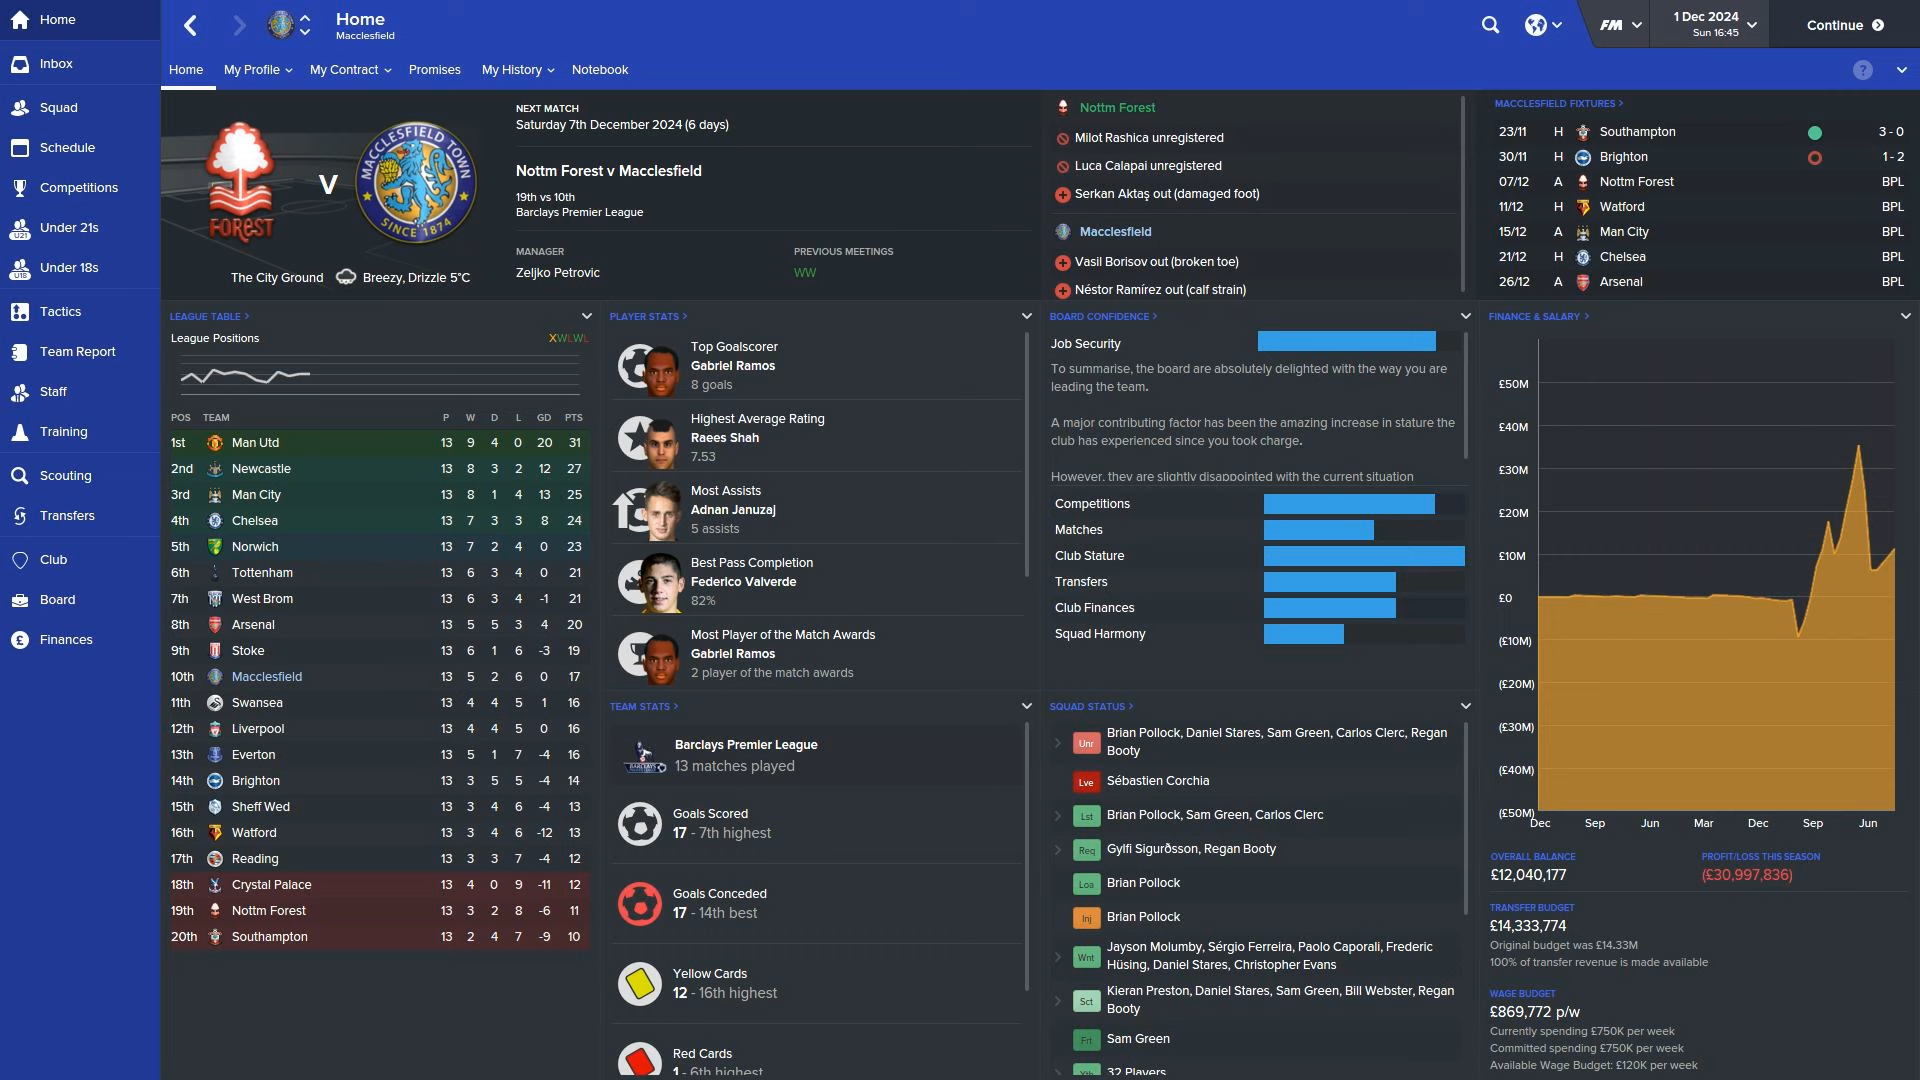 Home
Inbox
Squad
Schedule
Competitions
Under 21s
U21
Under 18s
U18
Tactics
Team Report
Staff
Training
Scouting
Transfers
Club
Board
Finances
Home
Macclesfield
FM
1 Dec 2024
Sun 16:45
Continue
Home
My Profile
My Contract
Promises
My History
Notebook
?
FOREST
V
MACCLESFIELD TOWN
SINCE 1874
The City Ground
Breezy, Drizzle 5°C
NEXT MATCH
Saturday 7th December 2024 (6 days)
Nottm Forest v Macclesfield
19th vs 10th
Barclays Premier League
MANAGER
Zeljko Petrovic
PREVIOUS MEETINGS
WW
Nottm Forest
Milot Rashica unregistered
Luca Calapai unregistered
Serkan Aktaş out (damaged foot)
Macclesfield
Vasil Borisov out (broken toe)
Néstor Ramírez out (calf strain)
MACCLESFIELD FIXTURES >
23/11 H Southampton 3 - 0
30/11 H Brighton 1 - 2
07/12 A Nottm Forest BPL
11/12 H Watford BPL
15/12 A Man City BPL
21/12 H Chelsea BPL
26/12 A Arsenal BPL
LEAGUE TABLE >
League Positions XWLWL
POS TEAM P W D L GD PTS
1st Man Utd 13 9 4 0 20 31
2nd Newcastle 13 8 3 2 12 27
3rd Man City 13 8 1 4 13 25
4th Chelsea 13 7 3 3 8 24
5th Norwich 13 7 2 4 0 23
6th Tottenham 13 6 3 4 0 21
7th West Brom 13 6 3 4 -1 21
8th Arsenal 13 5 5 3 4 20
9th Stoke 13 6 1 6 -3 19
10th Macclesfield 13 5 2 6 0 17
11th Swansea 13 4 4 5 1 16
12th Liverpool 13 4 4 5 0 16
13th Everton 13 5 1 7 -4 16
14th Brighton 13 3 5 5 -4 14
15th Sheff Wed 13 3 4 6 -4 13
16th Watford 13 3 4 6 -12 13
17th Reading 13 3 3 7 -4 12
18th Crystal Palace 13 4 0 9 -11 12
19th Nottm Forest 13 3 2 8 -6 11
20th Southampton 13 2 4 7 -9 10
PLAYER STATS >
Top Goalscorer
Gabriel Ramos
8 goals
Highest Average Rating
Raees Shah
7.53
Most Assists
Adnan Januzaj
5 assists
Best Pass Completion
Federico Valverde
82%
Most Player of the Match Awards
Gabriel Ramos
2 player of the match awards
TEAM STATS >
BARCLAYS
Barclays Premier League
13 matches played
Goals Scored
17 - 7th highest
Goals Conceded
17 - 14th best
Yellow Cards
12 - 16th highest
Red Cards
1 - 6th highest
BOARD CONFIDENCE >
Job Security
To summarise, the board are absolutely delighted with the way you are
leading the team.
A major contributing factor has been the amazing increase in stature the
club has experienced since you took charge.
However, they are slightly disappointed with the current situation
Competitions
Matches
Club Stature
Transfers
Club Finances
Squad Harmony
SQUAD STATUS >
Unr Brian Pollock, Daniel Stares, Sam Green, Carlos Clerc, Regan
Booty
Lve Sébastien Corchia
Lst Brian Pollock, Sam Green, Carlos Clerc
Req Gylfi Sigurðsson, Regan Booty
Loa Brian Pollock
Inj Brian Pollock
Wnt Jayson Molumby, Sérgio Ferreira, Paolo Caporali, Frederic
Hüsing, Daniel Stares, Christopher Evans
Sct Kieran Preston, Daniel Stares, Sam Green, Bill Webster, Regan
Booty
Frt Sam Green
Yth 32 Players
FINANCE & SALARY >
£50M
£40M
£30M
£20M
£10M
£0
(£10M)
(£20M)
(£30M)
(£40M)
(£50M)
Dec Sep Jun Mar Dec Sep Jun
OVERALL BALANCE
£12,040,177
PROFIT/LOSS THIS SEASON
(£30,997,836)
TRANSFER BUDGET
£14,333,774
Original budget was £14.33M
100% of transfer revenue is made available
WAGE BUDGET
£869,772 p/w
Currently spending £750K per week
Committed spending £750K per week
Available Wage Budget: £120K per week